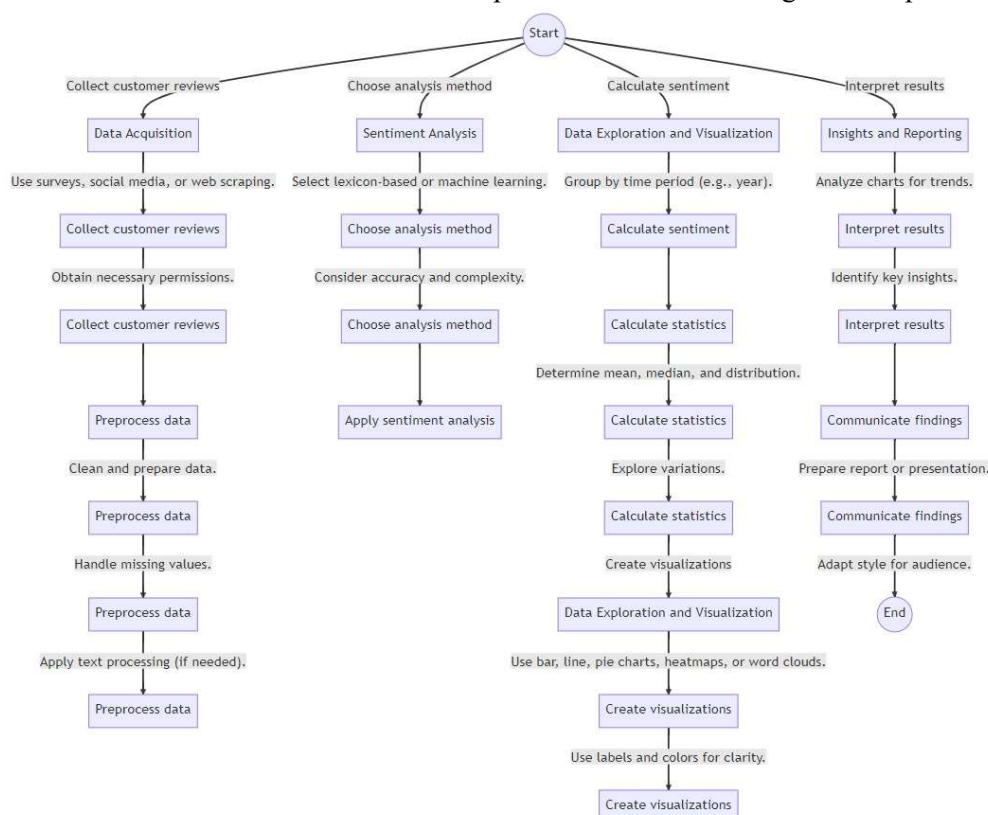 Start
Collect customer reviews
Choose analysis method
Calculate sentiment
Interpret results
Data Acquisition
Sentiment Analysis
Data Exploration and Visualization
Insights and Reporting
Use surveys, social media, or web scraping.
Select lexicon-based or machine learning.
Group by time period (e.g., year).
Analyze charts for trends.
Collect customer reviews
Choose analysis method
Calculate sentiment
Interpret results
Obtain necessary permissions.
Consider accuracy and complexity.
Identify key insights.
Collect customer reviews
Choose analysis method
Calculate statistics
Interpret results
Determine mean, median, and distribution.
Preprocess data
Apply sentiment analysis
Calculate statistics
Communicate findings
Clean and prepare data.
Explore variations.
Prepare report or presentation.
Preprocess data
Calculate statistics
Communicate findings
Handle missing values.
Create visualizations
Adapt style for audience.
Preprocess data
Data Exploration and Visualization
End
Apply text processing (if needed).
Use bar, line, pie charts, heatmaps, or word clouds.
Preprocess data
Create visualizations
Use labels and colors for clarity.
Create visualizations